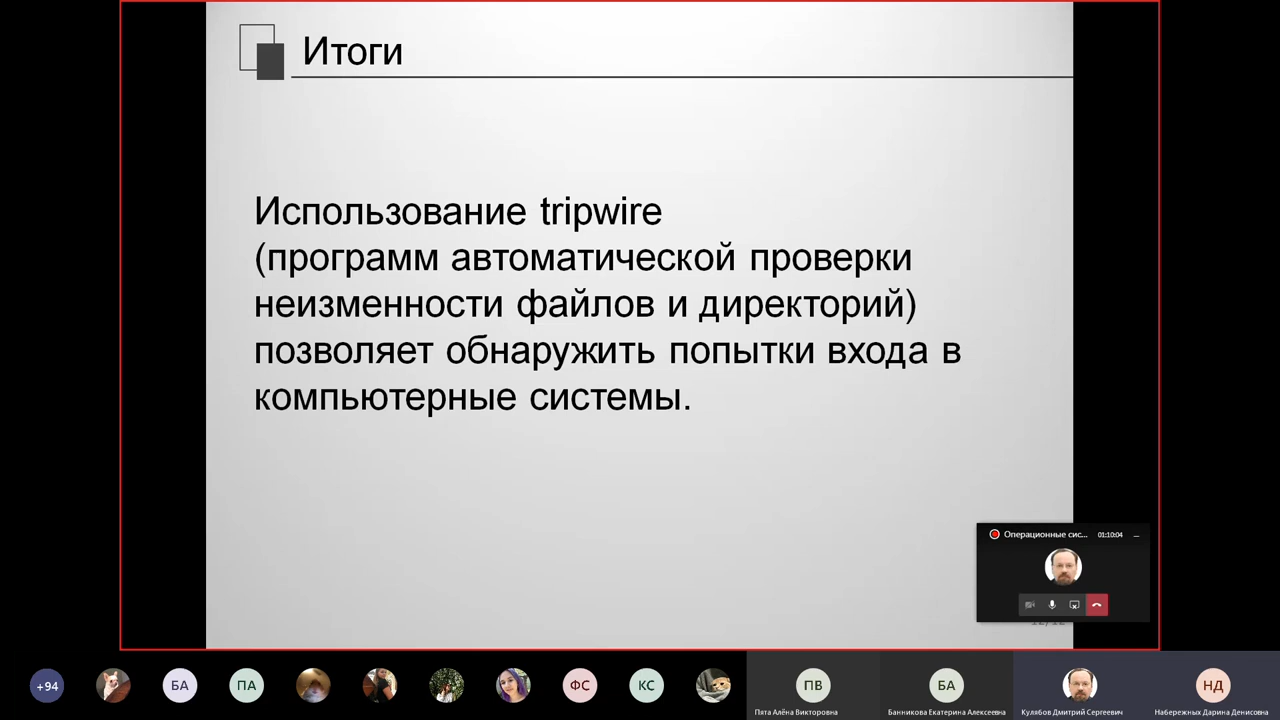 Итоги
Использование tripwire
(программ автоматической проверки
неизменности файлов и директорий)
позволяет обнаружить попытки входа в
компьютерные системы.
Операционные сис... 01:10:04
12/12
+94 БА ПА ФС КС ПВ БА НД
Пята Алёна Викторовна Банникова Екатерина Алексеевна Кулябов Дмитрий Сергеевич Набережных Дарина Денисовна